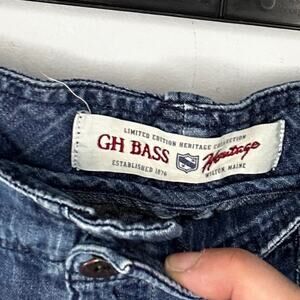 LIMITED EDITION HERITAGE COLLECTION
GH BASS Heritage
ESTABLISHED 1876 WILTON, MAINE